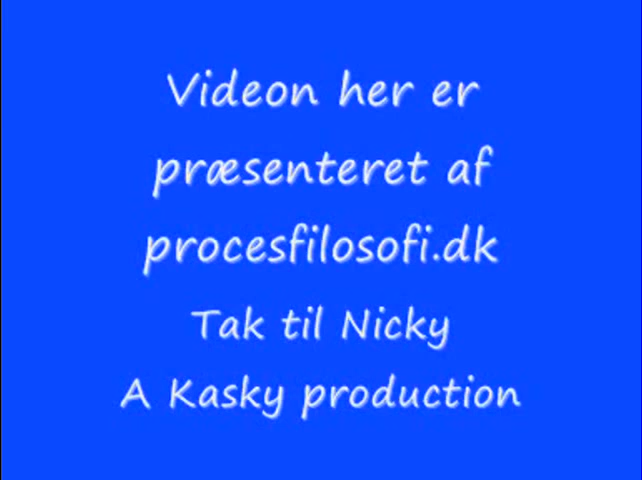 Videon her er
præsenteret af
procesfilosofi.dk
Tak til Nicky
A Kasky production